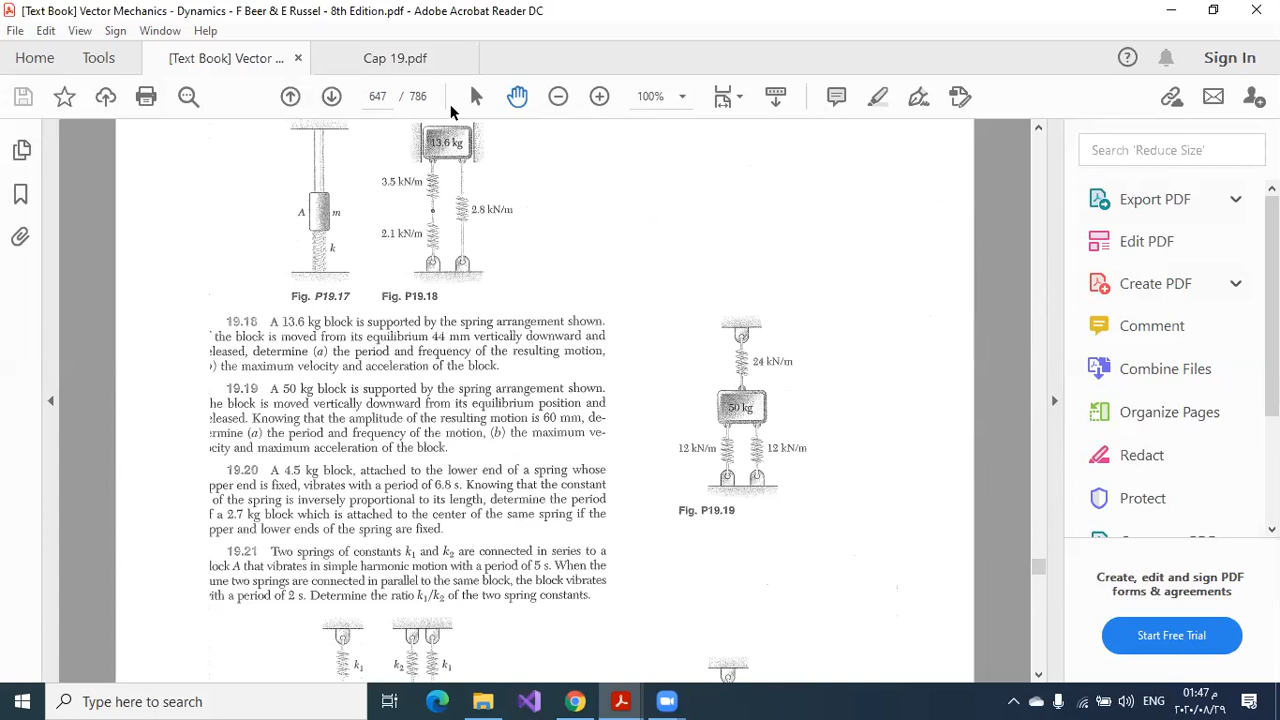 [Text Book] Vector Mechanics - Dynamics - F Beer & E Russel - 8th Edition.pdf - Adobe Acrobat Reader DC
File Edit View Sign Window Help
Home Tools [Text Book] Vector ... × Cap 19.pdf Sign In
647 / 786 100%
Search 'Reduce Size'
Export PDF
Edit PDF
Create PDF
Comment
Combine Files
Organize Pages
Redact
Protect
Create, edit and sign PDF
forms & agreements
Start Free Trial
A m
k
Fig. P19.17
13.6 kg
3.5 kN/m
2.8 kN/m
2.1 kN/m
Fig. P19.18
19.18 A 13.6 kg block is supported by the spring arrangement shown.
the block is moved from its equilibrium 44 mm vertically downward and
eleased, determine (a) the period and frequency of the resulting motion,
) the maximum velocity and acceleration of the block.
19.19 A 50 kg block is supported by the spring arrangement shown.
he block is moved vertically downward from its equilibrium position and
eleased. Knowing that the amplitude of the resulting motion is 60 mm, de-
ermine (a) the period and frequency of the motion, (b) the maximum ve-
ocity and maximum acceleration of the block.
19.20 A 4.5 kg block, attached to the lower end of a spring whose
pper end is fixed, vibrates with a period of 6.8 s. Knowing that the constant
of the spring is inversely proportional to its length, determine the period
f a 2.7 kg block which is attached to the center of the same spring if the
pper and lower ends of the spring are fixed.
19.21 Two springs of constants k₁ and k₂ are connected in series to a
lock A that vibrates in simple harmonic motion with a period of 5 s. When the
ame two springs are connected in parallel to the same block, the block vibrates
ith a period of 2 s. Determine the ratio k₁/k₂ of the two spring constants.
24 kN/m
50 kg
12 kN/m 12 kN/m
Fig. P19.19
k₁ k₂ k₁
Type here to search
ENG
01:47 م
٢٠٢٠/٠٨/٢٩